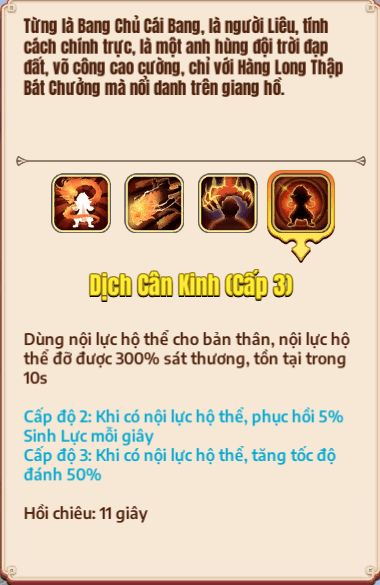 Từng là Bang Chủ Cái Bang, là người Liêu, tính
cách chính trực, là một anh hùng đội trời đạp
đất, võ công cao cường, chỉ với Hàng Long Thập
Bát Chưởng mà nổi danh trên giang hồ.
Dịch Cân Kinh (Cấp 3)
Dùng nội lực hộ thể cho bản thân, nội lực hộ
thể đỡ được 300% sát thương, tồn tại trong
10s
Cấp độ 2: Khi có nội lực hộ thể, phục hồi 5%
Sinh Lực mỗi giây
Cấp độ 3: Khi có nội lực hộ thể, tăng tốc độ
đánh 50%
Hồi chiêu: 11 giây